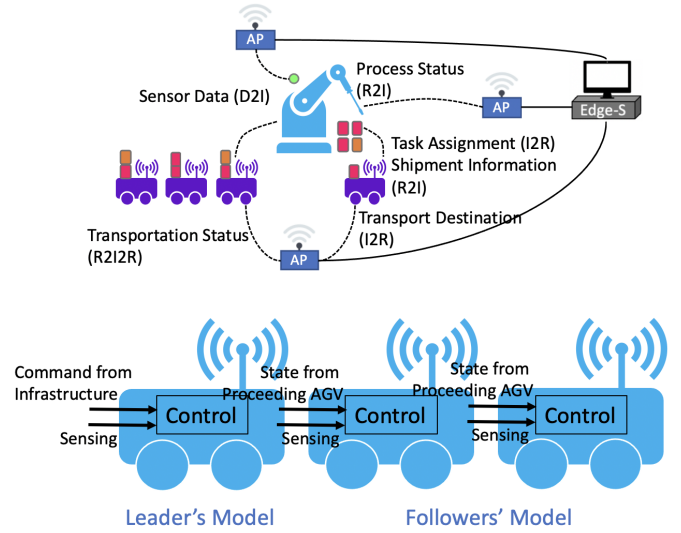 AP
Process Status
(R2I)
Sensor Data (D2I)
AP
Edge-S
Task Assignment (I2R)
Shipment Information
(R2I)
Transport Destination
(I2R)
Transportation Status
(R2I2R)
AP
Command from
Infrastructure
Sensing
Control
State from
Proceeding AGV
Sensing
Control
State from
Proceeding AGV
Sensing
Control
Leader's Model
Followers' Model